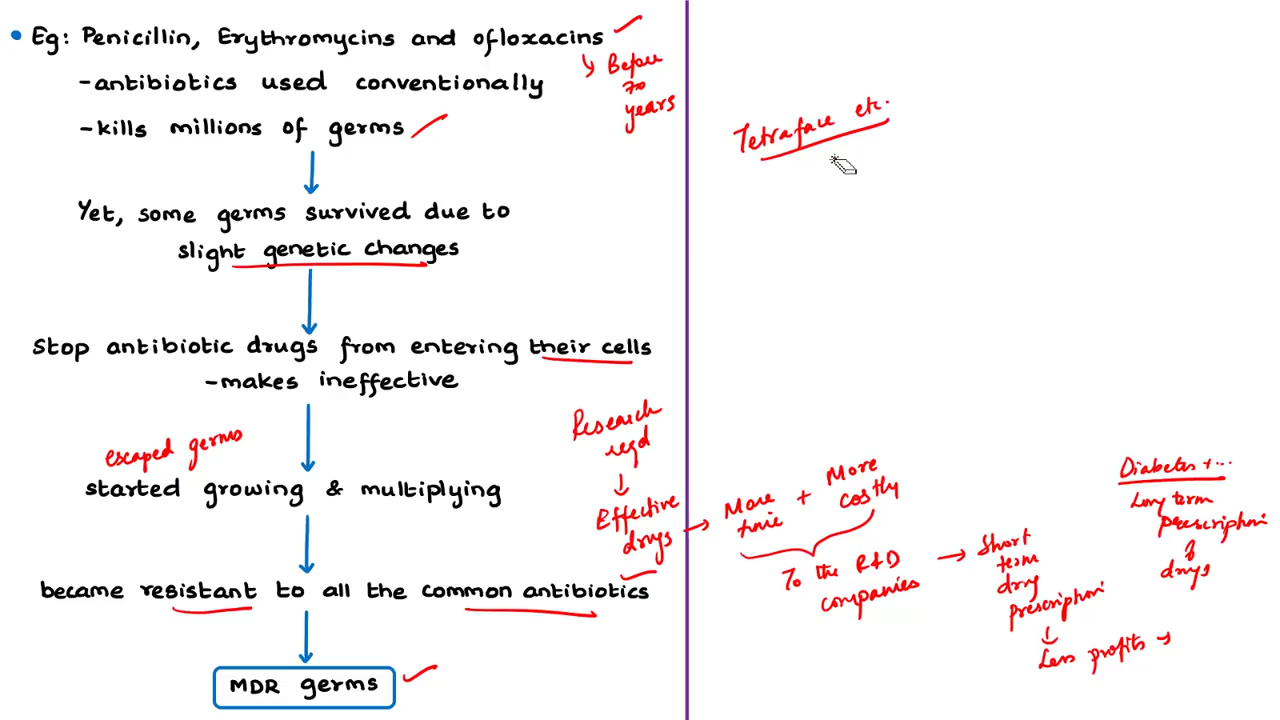 • Eg: Penicillin, Erythromycins and ofloxacins
-antibiotics used conventionally
-kills millions of germs
Before
70
years
Yet, some germs survived due to
slight genetic changes
Stop antibiotic drugs from entering their cells
-makes ineffective
escaped germs
started growing & multiplying
became resistant to all the common antibiotics
MDR germs
Research
reqd
Effective
drugs
Tetraface etc.
More
time
+
More
costly
To the R&D
companies
Short
term
drug
prescription
Less profits
Diabetes + ...
Long term
prescription
drugs